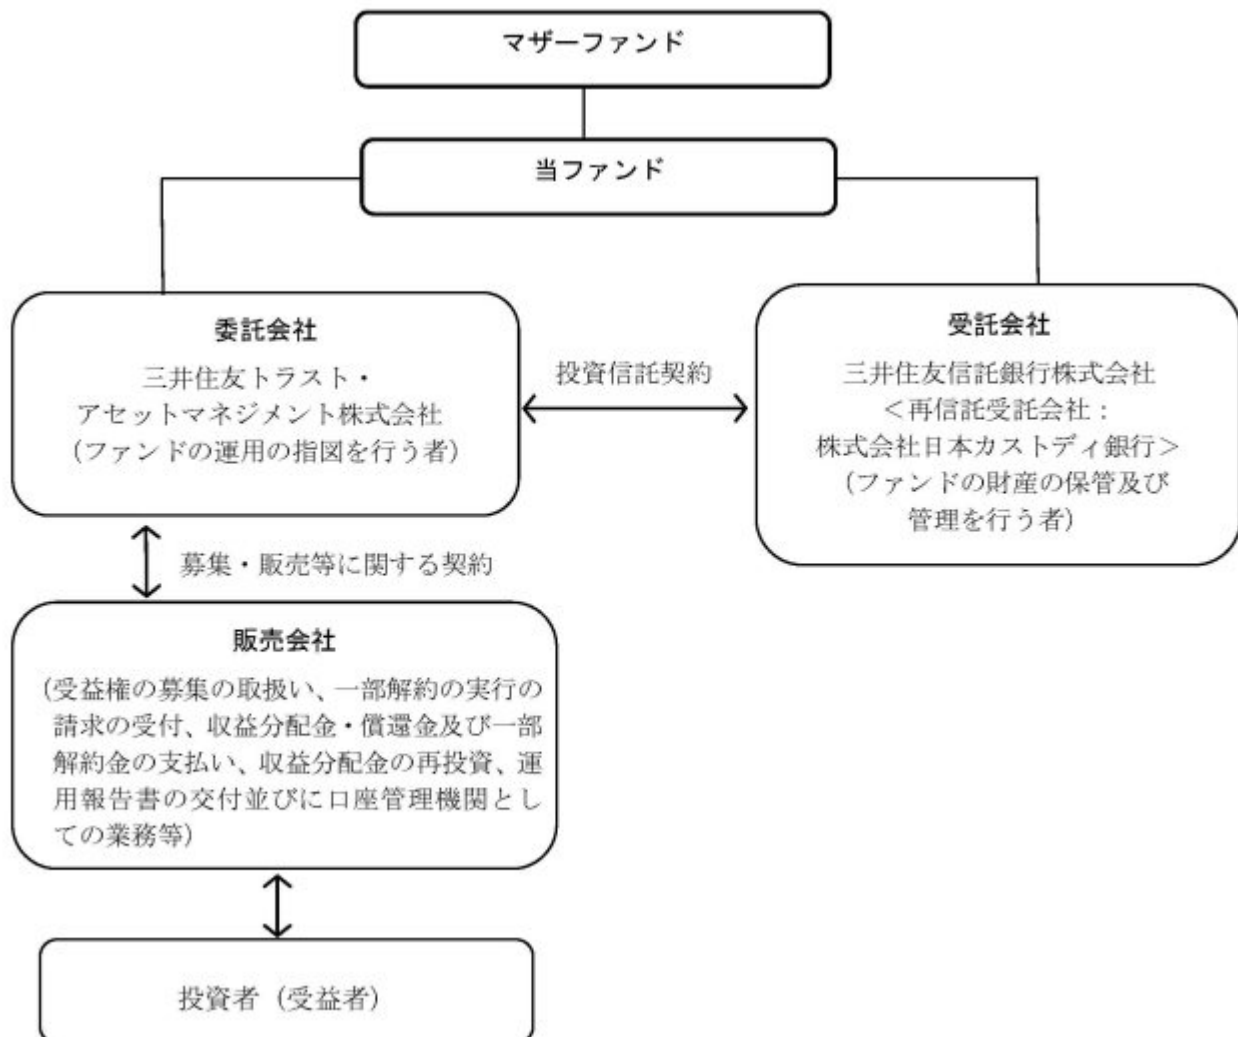 マザーファンド
当ファンド
委託会社
三井住友トラスト・
アセットマネジメント株式会社
（ファンドの運用の指図を行う者）
投資信託契約
受託会社
三井住友信託銀行株式会社
＜再信託受託会社：
株式会社日本カストディ銀行＞
（ファンドの財産の保管及び
管理を行う者）
募集・販売等に関する契約
販売会社
（受益権の募集の取扱い、一部解約の実行の
請求の受付、収益分配金・償還金及び一部
解約金の支払い、収益分配金の再投資、運
用報告書の交付並びに口座管理機関とし
ての業務等）
投資者（受益者）